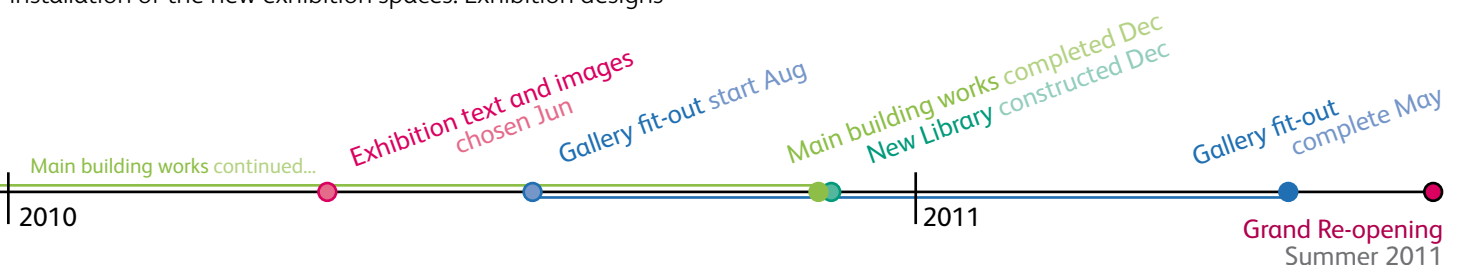 installation of the new exhibition spaces. Exhibition designs
Main building works continued...
Exhibition text and images
chosen Jun
Gallery fit-out start Aug
Main building works completed Dec
New Library constructed Dec
Gallery fit-out
complete May
2010
2011
Grand Re-opening
Summer 2011